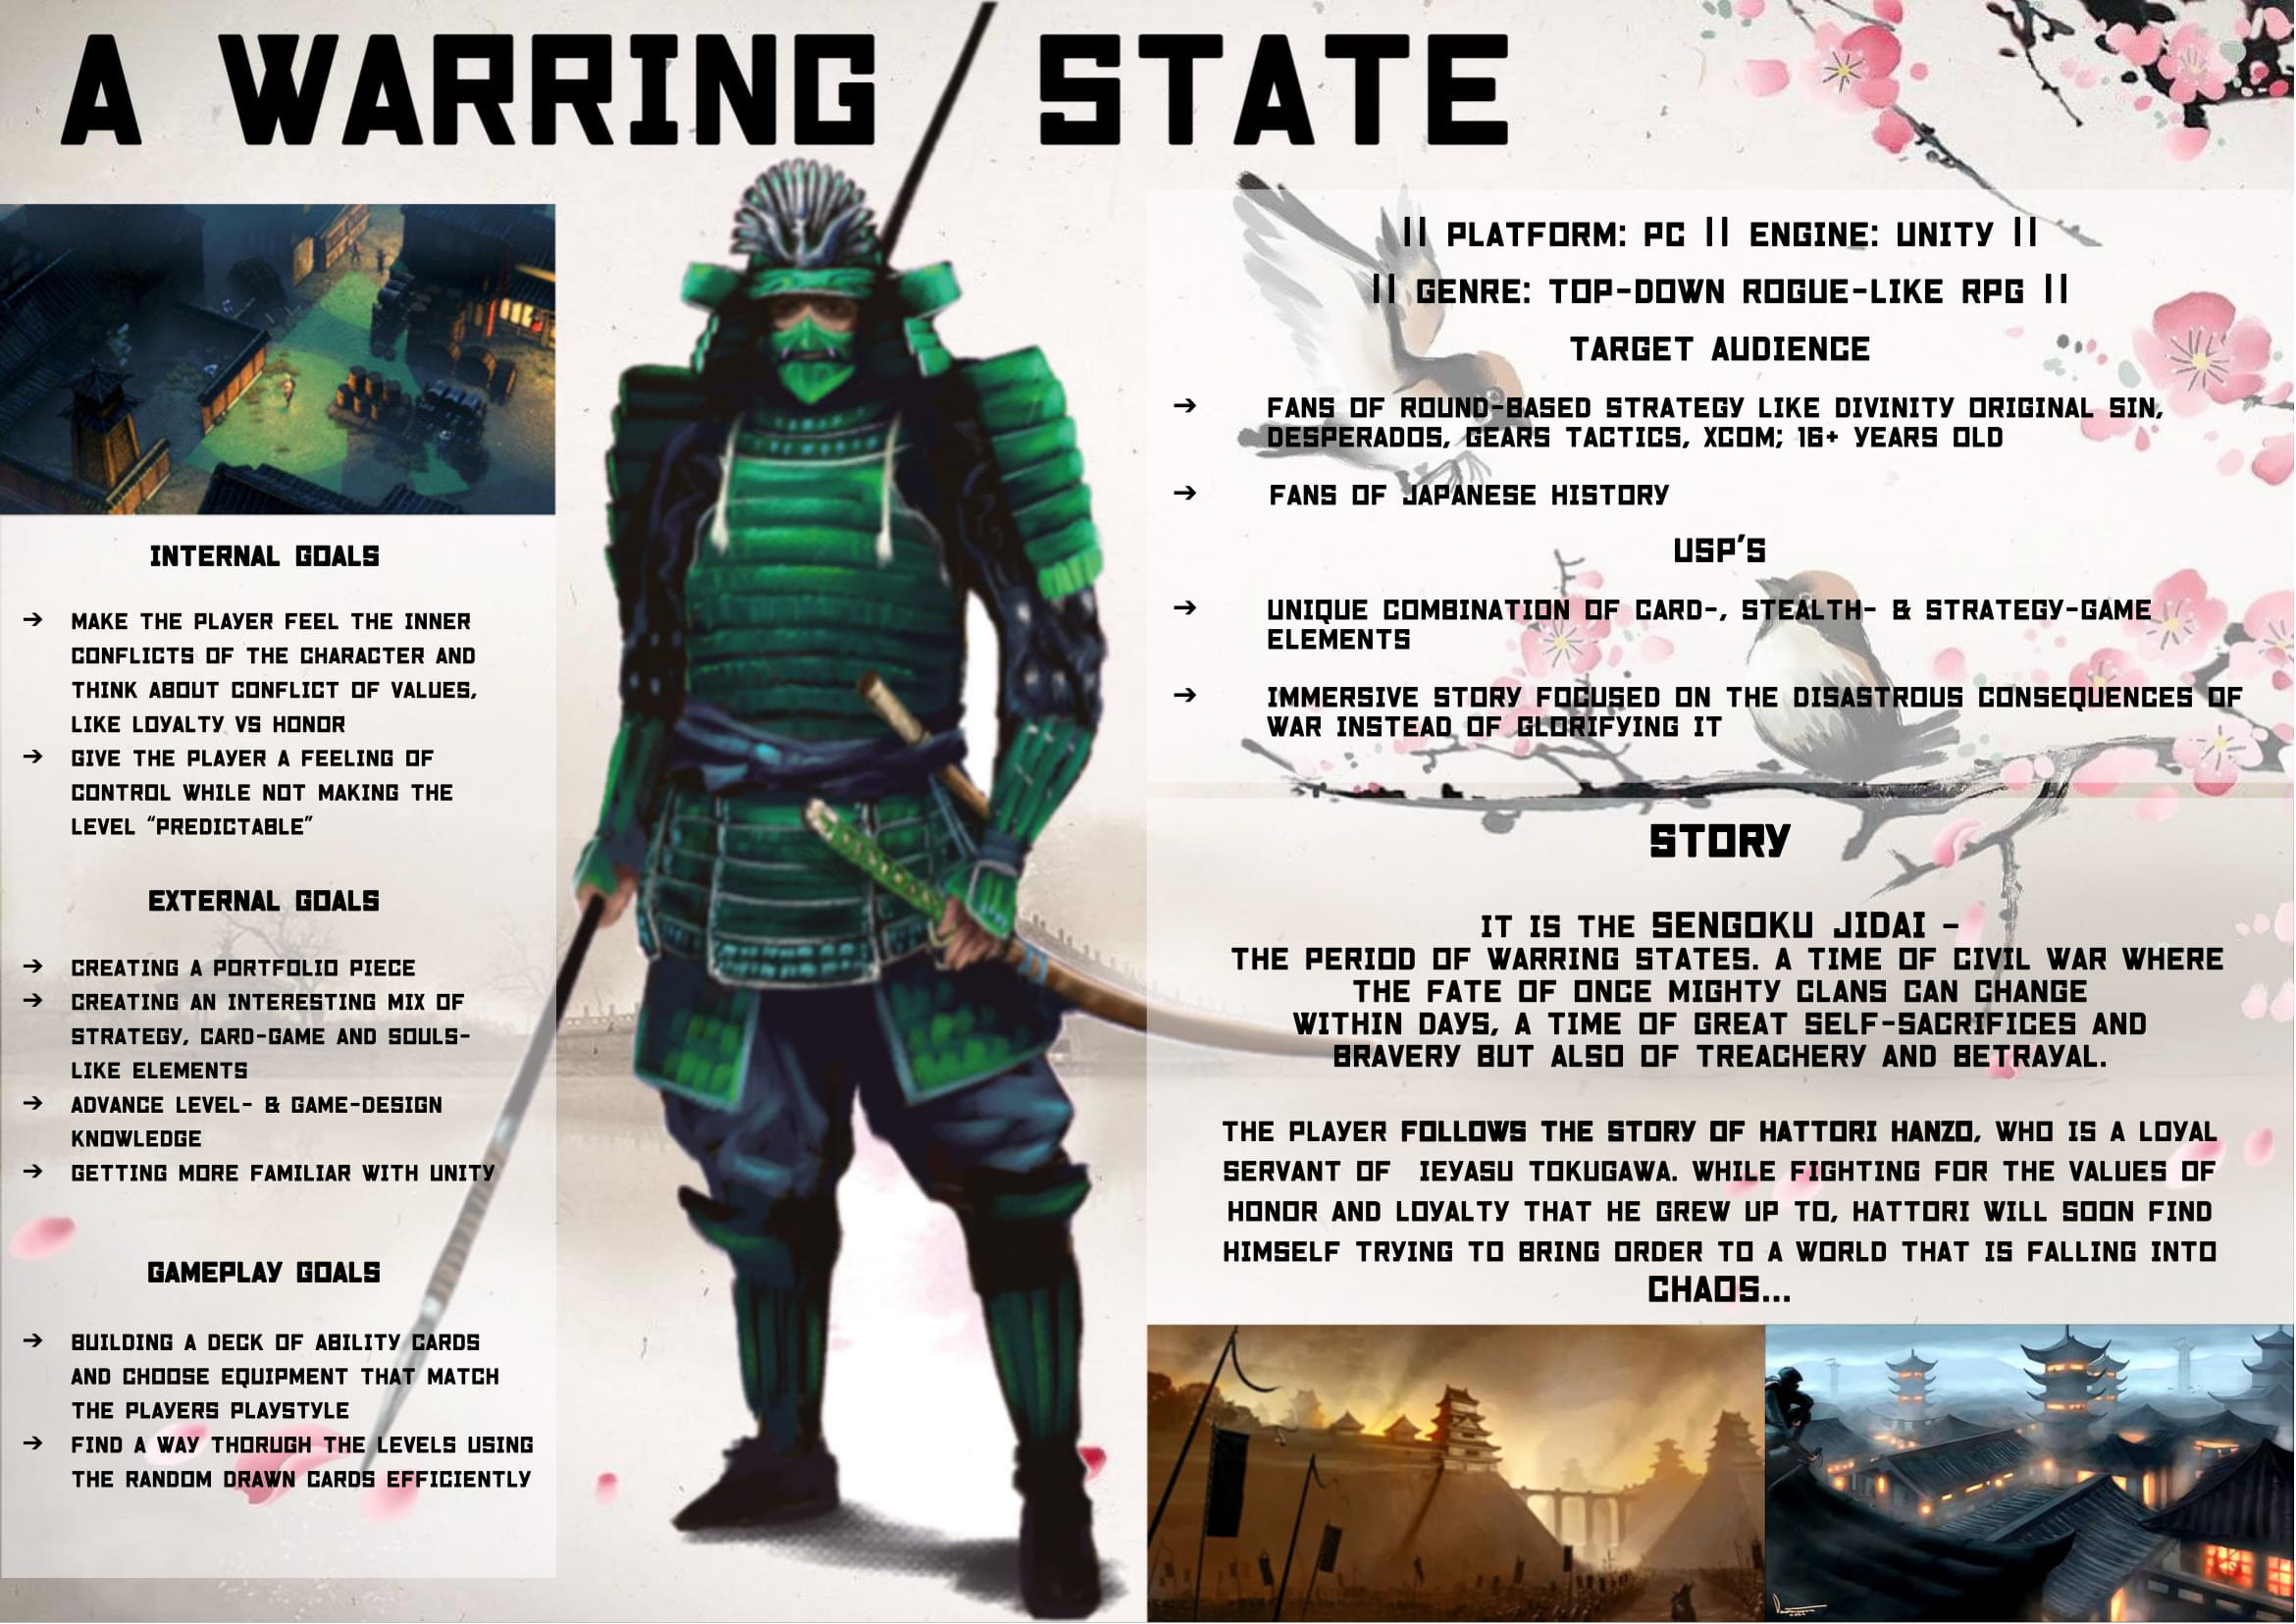 A WARRING STATE
INTERNAL GOALS
➔ MAKE THE PLAYER FEEL THE INNER
CONFLICTS OF THE CHARACTER AND
THINK ABOUT CONFLICT OF VALUES,
LIKE LOYALTY VS HONOR
➔ GIVE THE PLAYER A FEELING OF
CONTROL WHILE NOT MAKING THE
LEVEL “PREDICTABLE”
EXTERNAL GOALS
➔ CREATING A PORTFOLIO PIECE
➔ CREATING AN INTERESTING MIX OF
STRATEGY, CARD-GAME AND SOULS-
LIKE ELEMENTS
➔ ADVANCE LEVEL- & GAME-DESIGN
KNOWLEDGE
➔ GETTING MORE FAMILIAR WITH UNITY
GAMEPLAY GOALS
➔ BUILDING A DECK OF ABILITY CARDS
AND CHOOSE EQUIPMENT THAT MATCH
THE PLAYERS PLAYSTYLE
➔ FIND A WAY THORUGH THE LEVELS USING
THE RANDOM DRAWN CARDS EFFICIENTLY
|| PLATFORM: PC || ENGINE: UNITY ||
|| GENRE: TOP-DOWN ROGUE-LIKE RPG ||
TARGET AUDIENCE
➔ FANS OF ROUND-BASED STRATEGY LIKE DIVINITY ORIGINAL SIN,
DESPERADOS, GEARS TACTICS, XCOM; 16+ YEARS OLD
➔ FANS OF JAPANESE HISTORY
USP'S
➔ UNIQUE COMBINATION OF CARD-, STEALTH- & STRATEGY-GAME
ELEMENTS
➔ IMMERSIVE STORY FOCUSED ON THE DISASTROUS CONSEQUENCES OF
WAR INSTEAD OF GLORIFYING IT
STORY
IT IS THE SENGOKU JIDAI -
THE PERIOD OF WARRING STATES. A TIME OF CIVIL WAR WHERE
THE FATE OF ONCE MIGHTY CLANS CAN CHANGE
WITHIN DAYS, A TIME OF GREAT SELF-SACRIFICES AND
BRAVERY BUT ALSO OF TREACHERY AND BETRAYAL.
THE PLAYER FOLLOWS THE STORY OF HATTORI HANZO, WHO IS A LOYAL
SERVANT OF IEYASU TOKUGAWA. WHILE FIGHTING FOR THE VALUES OF
HONOR AND LOYALTY THAT HE GREW UP TO, HATTORI WILL SOON FIND
HIMSELF TRYING TO BRING ORDER TO A WORLD THAT IS FALLING INTO
CHAOS...